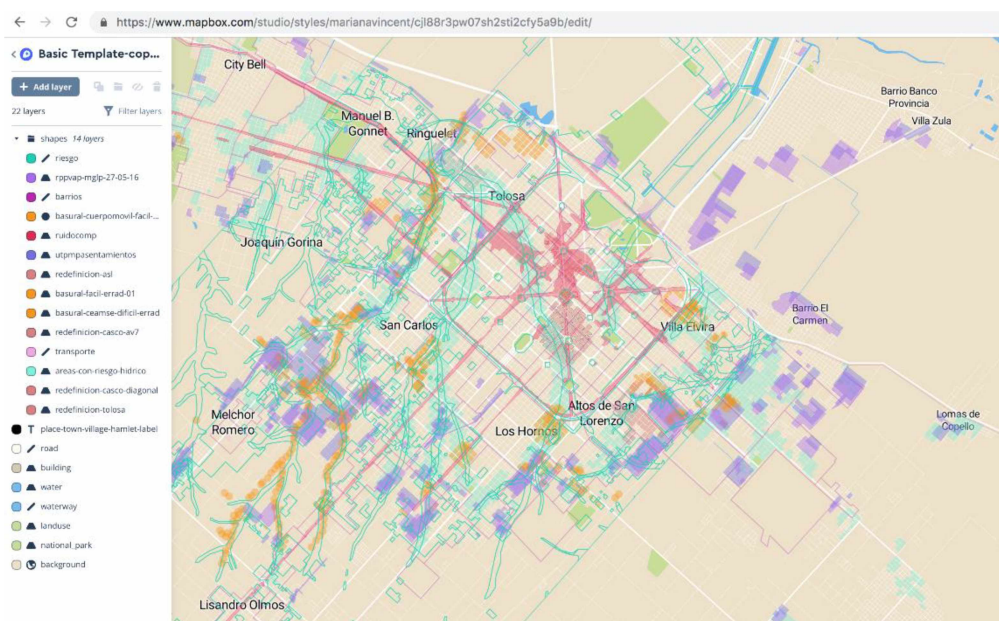 https://www.mapbox.com/studio/styles/marianavincent/cjl88r3pw07sh2sti2cfy5a9b/edit/
Basic Template-cop...
+ Add layer
22 layers
Filter layers
shapes 14 layers
riesgo
rppvap-mglp-27-05-16
barrios
basural-cuerpomovil-facil-...
ruidocomp
utpmpasentamientos
redefinicion-asl
basural-facil-errad-01
basural-ceamse-dificil-errad
redefinicion-casco-av7
transporte
areas-con-riesgo-hidrico
redefinicion-casco-diagonal
redefinicion-tolosa
T place-town-village-hamlet-label
road
building
water
waterway
landuse
national_park
background
City Bell
Manuel B.
Gonnet
Ringuelet
Barrio Banco
Provincia
Villa Zula
Tolosa
Joaquín Gorina
San Carlos
Villa Elvira
Barrio El
Carmen
Melchor
Romero
Altos de San
Lorenzo
Los Hornos
Lomas de
Copello
Lisandro Olmos